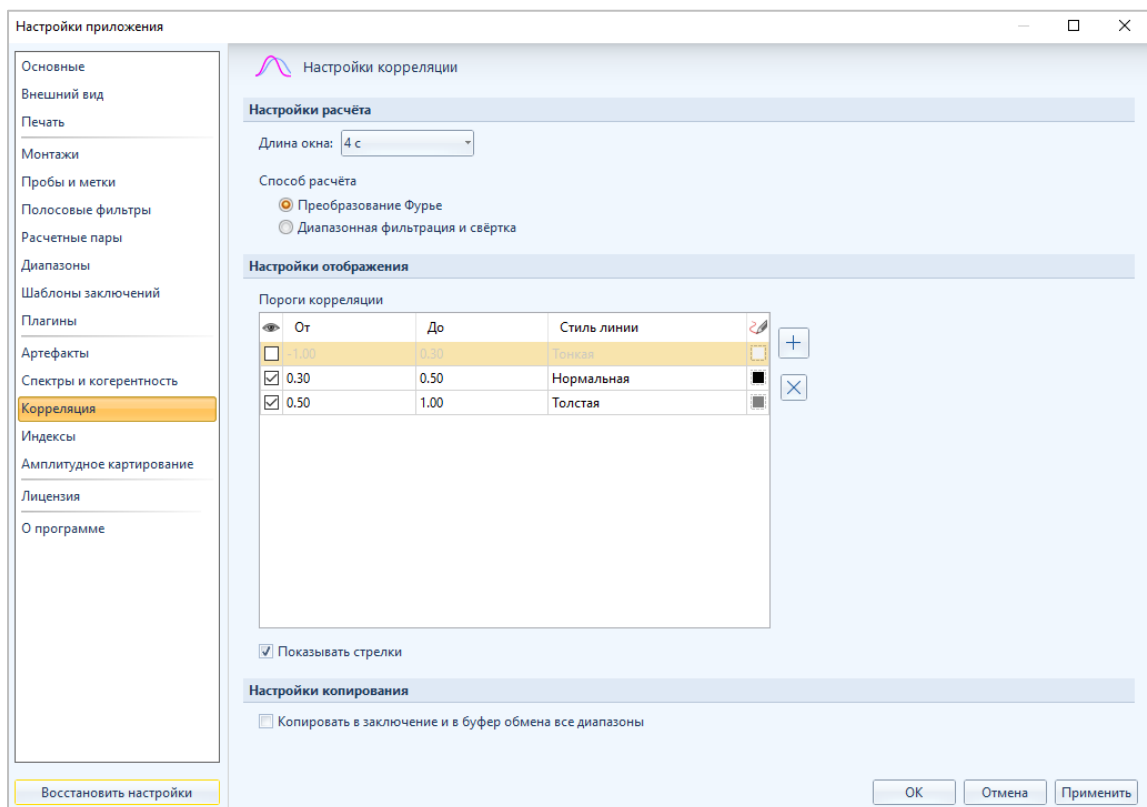 Настройки приложения
Основные
Внешний вид
Печать
Монтажи
Пробы и метки
Полосовые фильтры
Расчетные пары
Диапазоны
Шаблоны заключений
Плагины
Артефакты
Спектры и когерентность
Корреляция
Индексы
Амплитудное картирование
Лицензия
О программе
Восстановить настройки
Настройки корреляции
Настройки расчёта
Длина окна: 4 с
Способ расчёта
Преобразование Фурье
Диапазонная фильтрация и свёртка
Настройки отображения
Пороги корреляции
От До Стиль линии
-1.00 0.30 Тонкая
0.30 0.50 Нормальная
0.50 1.00 Толстая
Показывать стрелки
Настройки копирования
Копировать в заключение и в буфер обмена все диапазоны
ОК Отмена Применить